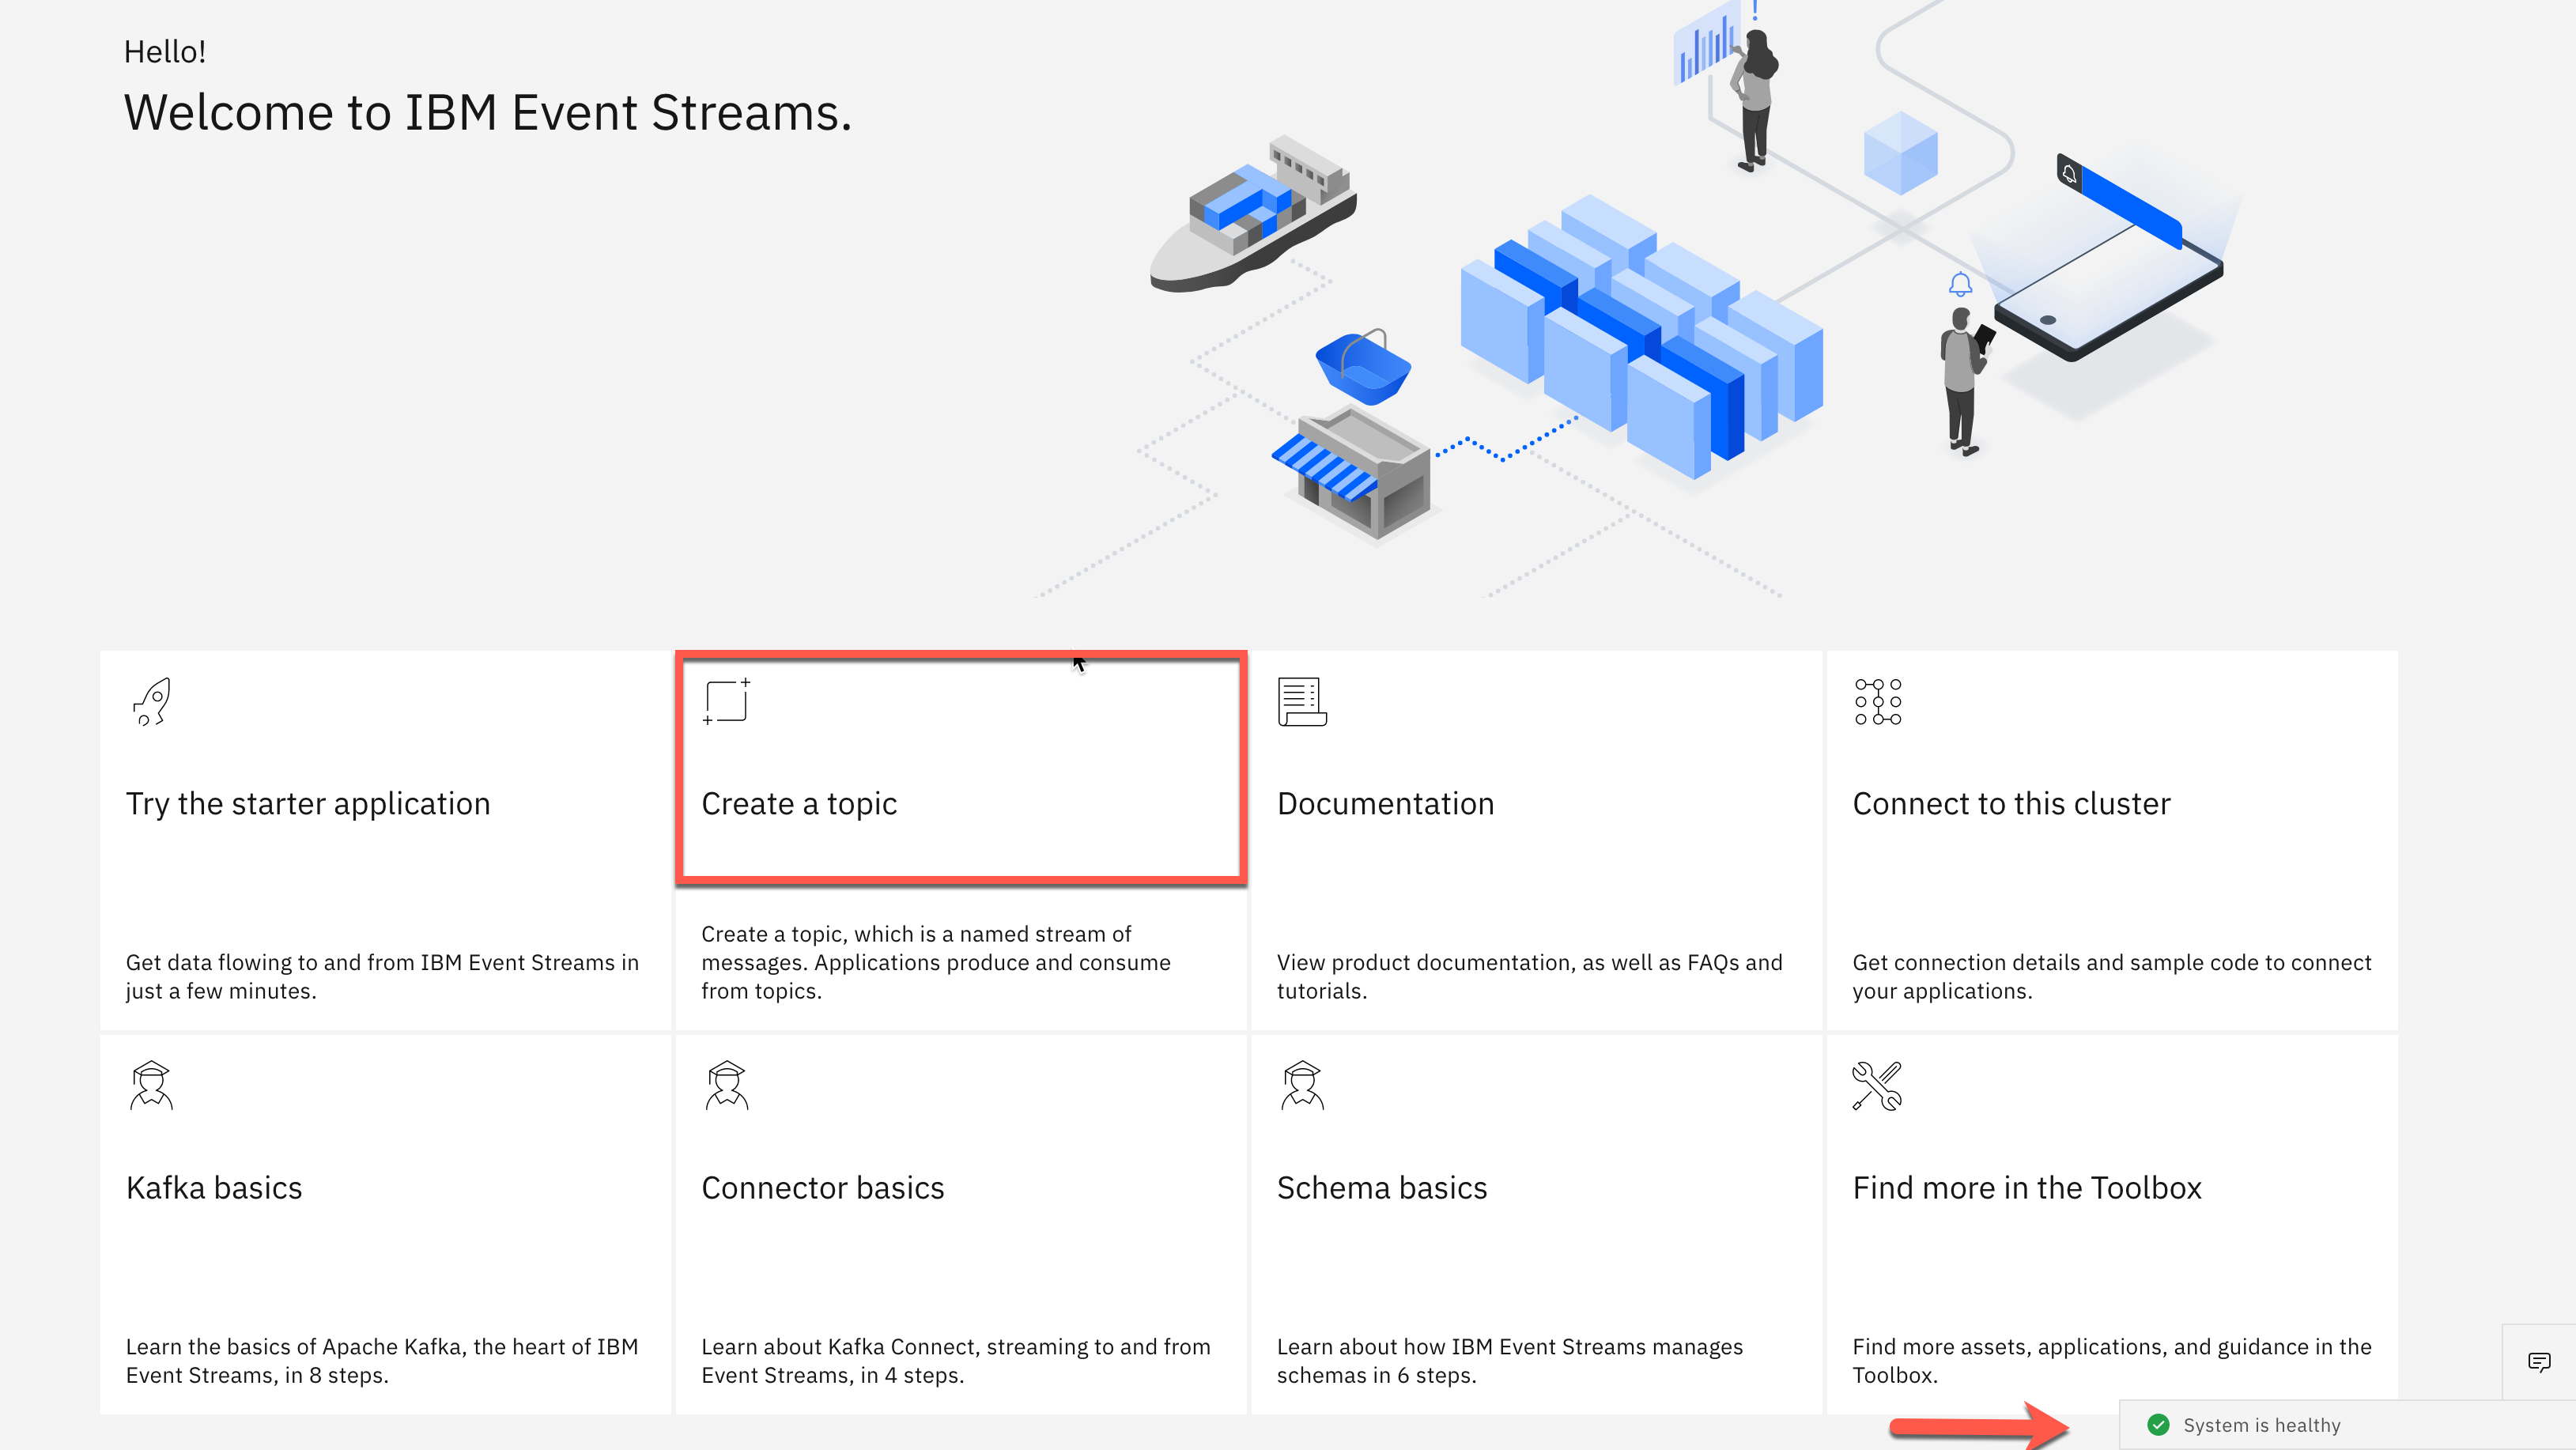 Hello!
Welcome to IBM Event Streams.
Try the starter application
Get data flowing to and from IBM Event Streams in
just a few minutes.
Create a topic
Create a topic, which is a named stream of
messages. Applications produce and consume
from topics.
Documentation
View product documentation, as well as FAQs and
tutorials.
Connect to this cluster
Get connection details and sample code to connect
your applications.
Kafka basics
Learn the basics of Apache Kafka, the heart of IBM
Event Streams, in 8 steps.
Connector basics
Learn about Kafka Connect, streaming to and from
Event Streams, in 4 steps.
Schema basics
Learn about how IBM Event Streams manages
schemas in 6 steps.
Find more in the Toolbox
Find more assets, applications, and guidance in the
Toolbox.
System is healthy